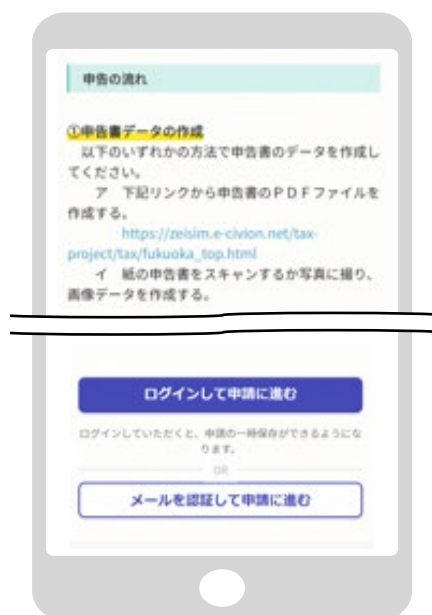 申告の流れ
①申告書データの作成
以下のいずれかの方法で申告書のデータを作成し
てください。
ア 下記リンクから申告書のPDFファイルを
作成する。
https://zeisim.e-civion.net/tax-
project/tax/fukuoka_top.html
イ 紙の申告書をスキャンするか写真に撮り、
画像データを作成する。
ログインして申請に進む
ログインしていただくと、申請の一時保存ができるようにな
ります。
OR
メールを認証して申請に進む